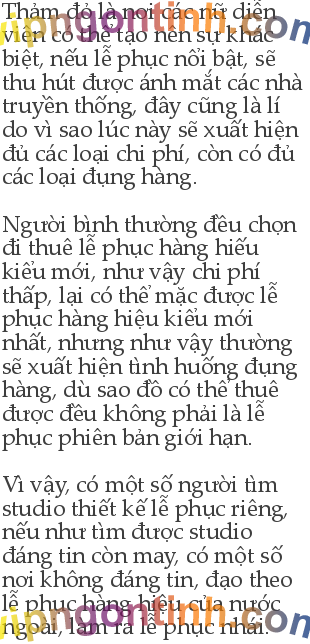 Thảm đỏ là nơi các nữ diễn
viên có thể tạo nên sự khác
biệt, nếu lễ phục nổi bật, sẽ
thu hút được ánh mắt các nhà
truyền thống, đây cũng là lí
do vì sao lúc này sẽ xuất hiện
đủ các loại chi phí, còn có đủ
các loại đụng hàng.
Người bình thường đều chọn
đi thuê lễ phục hàng hiếu
kiểu mới, như vậy chi phí
thấp, lại có thể mặc được lễ
phục hàng hiệu kiểu mới
nhất, nhưng như vậy thường
sẽ xuất hiện tình huống đụng
hàng, dù sao đồ có thể thuê
được đều không phải là lễ
phục phiên bản giới hạn.
Vì vậy, có một số người tìm
studio thiết kế lễ phục riêng,
nếu như tìm được studio
đáng tin còn may, có một số
nơi không đáng tin, đạo theo
lễ phục hàng hiệu của nước
ngoài, làm ra lễ phục nhái.